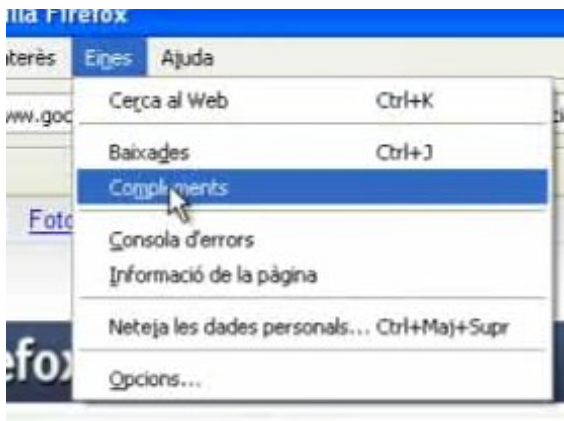 illa Firefox
nterès Eines Ajuda
ww.goo
Cerca al Web Ctrl+K
Baixades Ctrl+J
Complements
Foto
Consola d'errors
Informació de la pàgina
Neteja les dades personals... Ctrl+Maj+Supr
efox
Opcions...